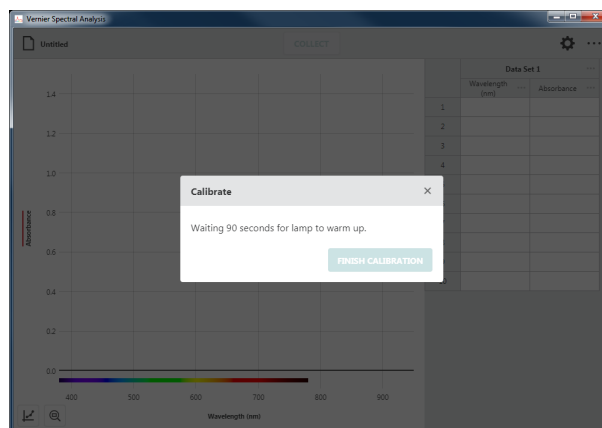 Vernier Spectral Analysis
Untitled
COLLECT
Data Set 1
Wavelength (nm)
Absorbance
1
2
3
4
1.4
1.2
1.0
0.8
0.6
0.4
0.2
0.0
Absorbance
Calibrate
Waiting 90 seconds for lamp to warm up.
FINISH CALIBRATION
400 500 600 700 800 900
Wavelength (nm)